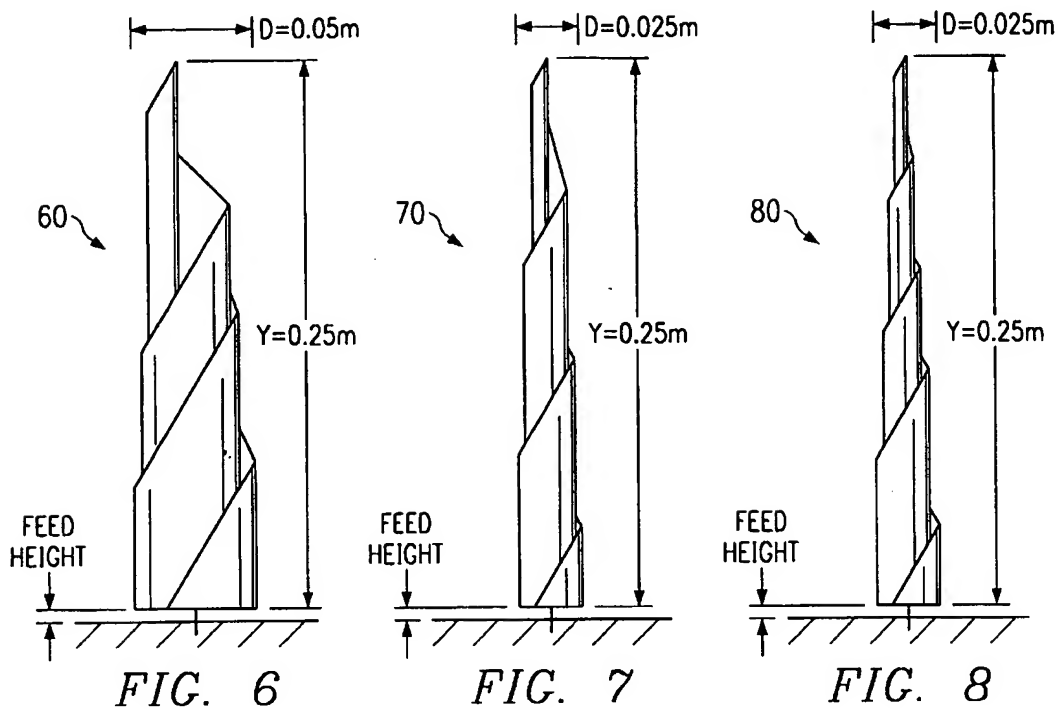 D=0.05m
60
Y=0.25m
FEED
HEIGHT
FIG. 6
D=0.025m
70
Y=0.25m
FEED
HEIGHT
FIG. 7
D=0.025m
80
Y=0.25m
FEED
HEIGHT
FIG. 8